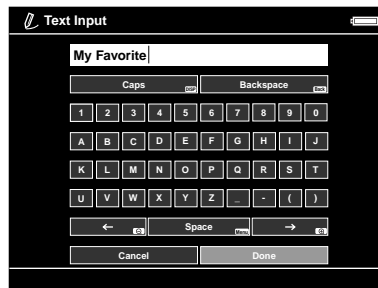 Text Input
My Favorite
Caps DISP Backspace Back
1 2 3 4 5 6 7 8 9 0
A B C D E F G H I J
K L M N O P Q R S T
U V W X Y Z _ - ( )
← Space Menu →
Cancel Done